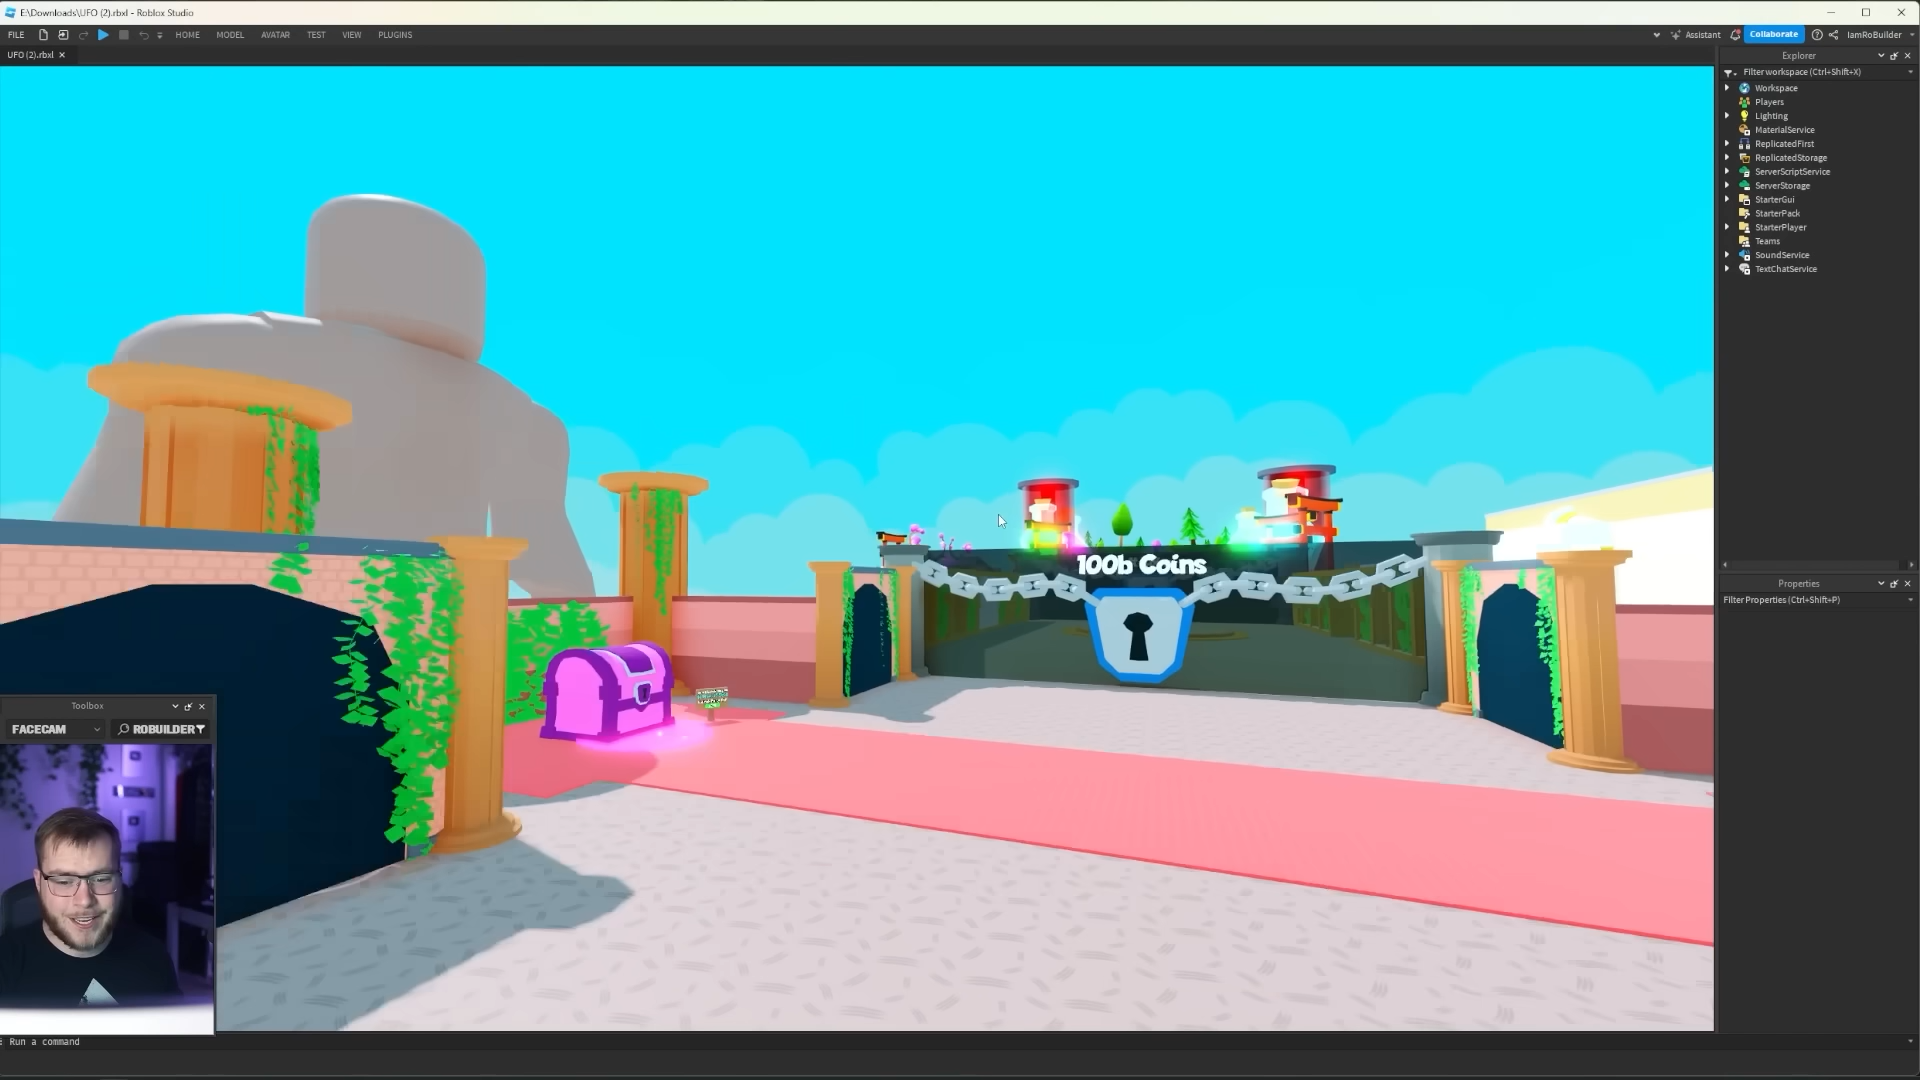 E:\Downloads\UFO (2).rbxl - Roblox Studio
FILE HOME MODEL AVATAR TEST VIEW PLUGINS
Assistant Collaborate IamRoBuilder
UFO (2).rbxl
Explorer
Filter workspace (Ctrl+Shift+X)
Workspace
Players
Lighting
MaterialService
ReplicatedFirst
ReplicatedStorage
ServerScriptService
ServerStorage
StarterGui
StarterPack
StarterPlayer
Teams
SoundService
TextChatService
100b Coins
Properties
Filter Properties (Ctrl+Shift+P)
Toolbox
FACECAM ROBUILDER
Run a command